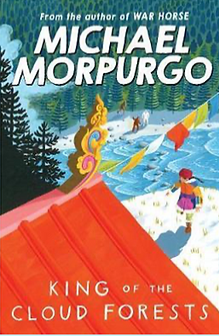 From the author of WAR HORSE
MICHAEL
MORPURGO
KING OF THE
CLOUD FORESTS